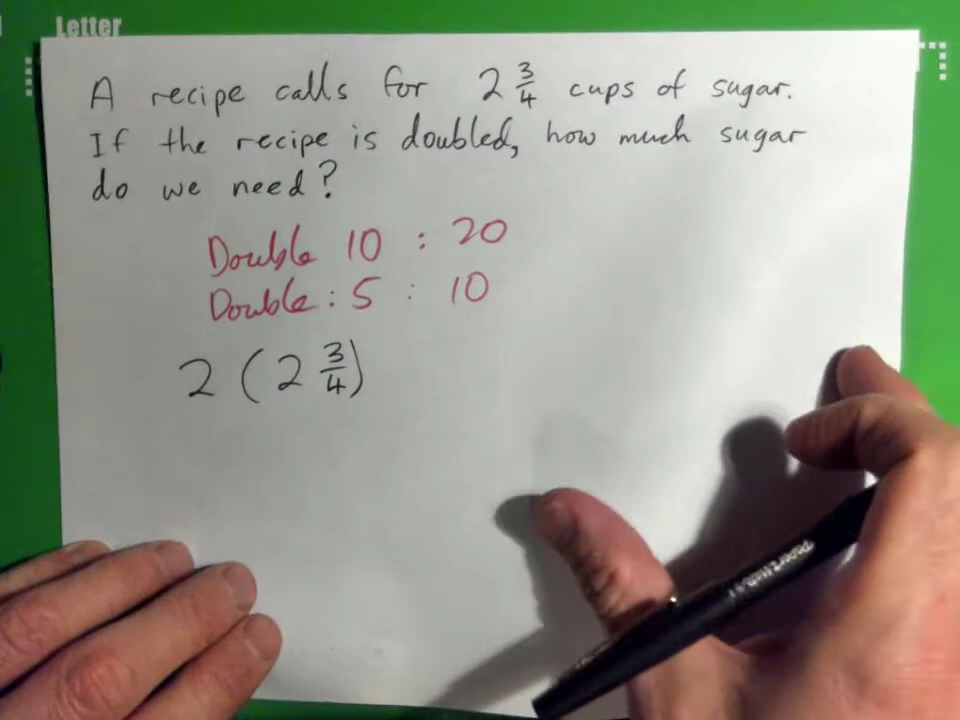 Letter
A recipe calls for 2 3/4 cups of sugar.
If the recipe is doubled, how much sugar
do we need?
Double 10 : 20
Double : 5 : 10
2 (2 3/4)